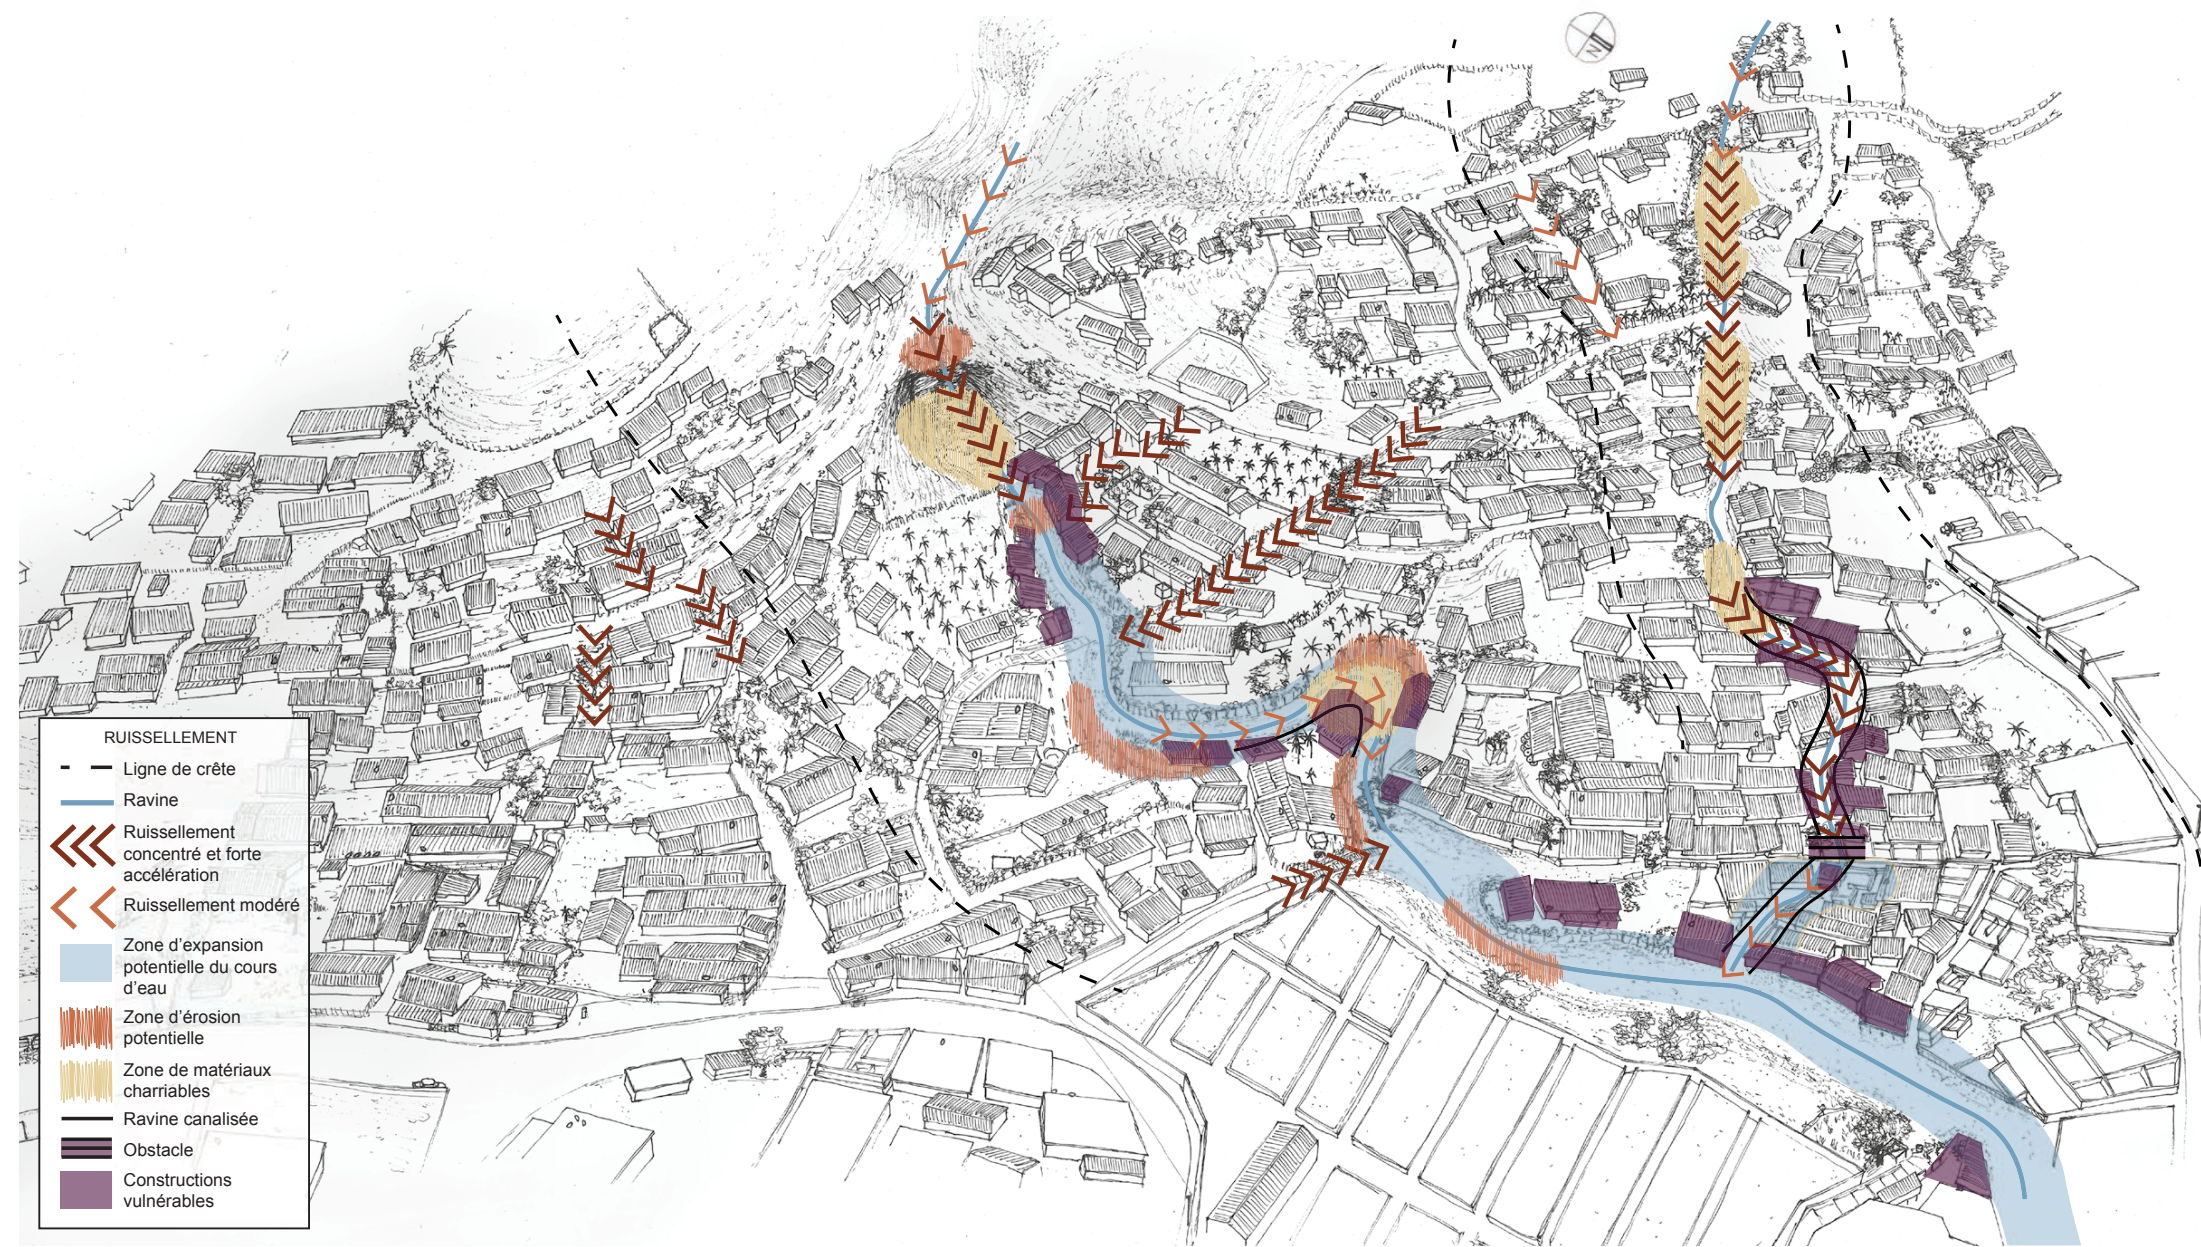 N
RUISSELLEMENT
Ligne de crête
Ravine
Ruissellement
concentré et forte
accélération
Ruissellement modéré
Zone d’expansion
potentielle du cours
d’eau
Zone d’érosion
potentielle
Zone de matériaux
charriables
Ravine canalisée
Obstacle
Constructions
vulnérables